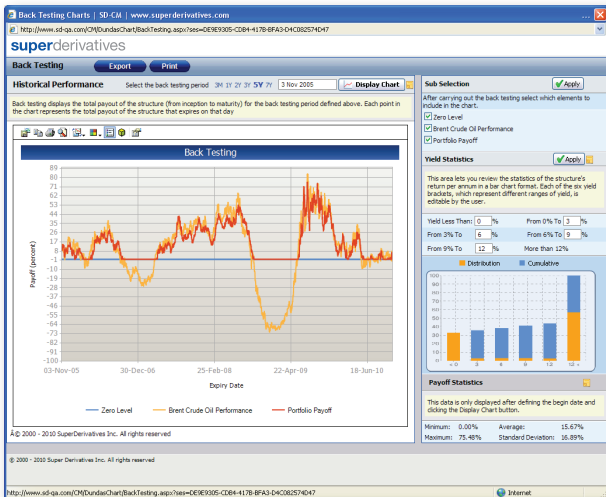 Back Testing Charts | SD-CM | www.superderivatives.com
http://www.sd-qa.com/CM/DundasChart/BackTesting.aspx?ses=DE9E9305-CDB4-417B-BFA3-D4C082574D47
superderivatives
Back Testing
Export
Print
Historical Performance
Select the back testing period 3M 1Y 2Y 3Y 5Y 7Y
3 Nov 2005
Display Chart
Back testing displays the total payout of the structure (from inception to maturity) for the back testing period defined above. Each point in
the chart represents the total payout of the structure that expires on that day
Back Testing
Payoff (percent)
89
80
71
62
53
44
35
26
17
8
-1
-10
-19
-28
-37
-46
-55
-64
-73
-82
-91
-100
03-Nov-05
30-Dec-06
25-Feb-08
22-Apr-09
18-Jun-10
Expiry Date
Zero Level
Brent Crude Oil Performance
Portfolio Payoff
Â© 2000 - 2010 SuperDerivatives Inc. All rights reserved
Sub Selection
Apply
After carrying out the back testing select which elements to
include in the chart.
Zero Level
Brent Crude Oil Performance
Portfolio Payoff
Yield Statistics
Apply
This area lets you review the statistics of the structure's
return per annum in a bar chart format. Each of the six yield
brackets, which represent different ranges of yield, is
editable by the user.
Yield Less Than: 0 % From 0% To 3 %
From 3% To 6 % From 6% To 9 %
From 9% To 12 % More than 12%
Distribution
Cumulative
100
90
80
70
60
50
40
30
20
10
0
< 0
3
6
9
12
12 +
Payoff Statistics
This data is only displayed after defining the begin date and
clicking the Display Chart button.
Minimum: 0.00% Average: 15.67%
Maximum: 75.48% Standard Deviation: 16.89%
© 2000 - 2010 Super Derivatives Inc. All rights reserved
http://www.sd-qa.com/CM/DundasChart/BackTesting.aspx?ses=DE9E9305-CDB4-417B-BFA3-D4C082574D47
Internet